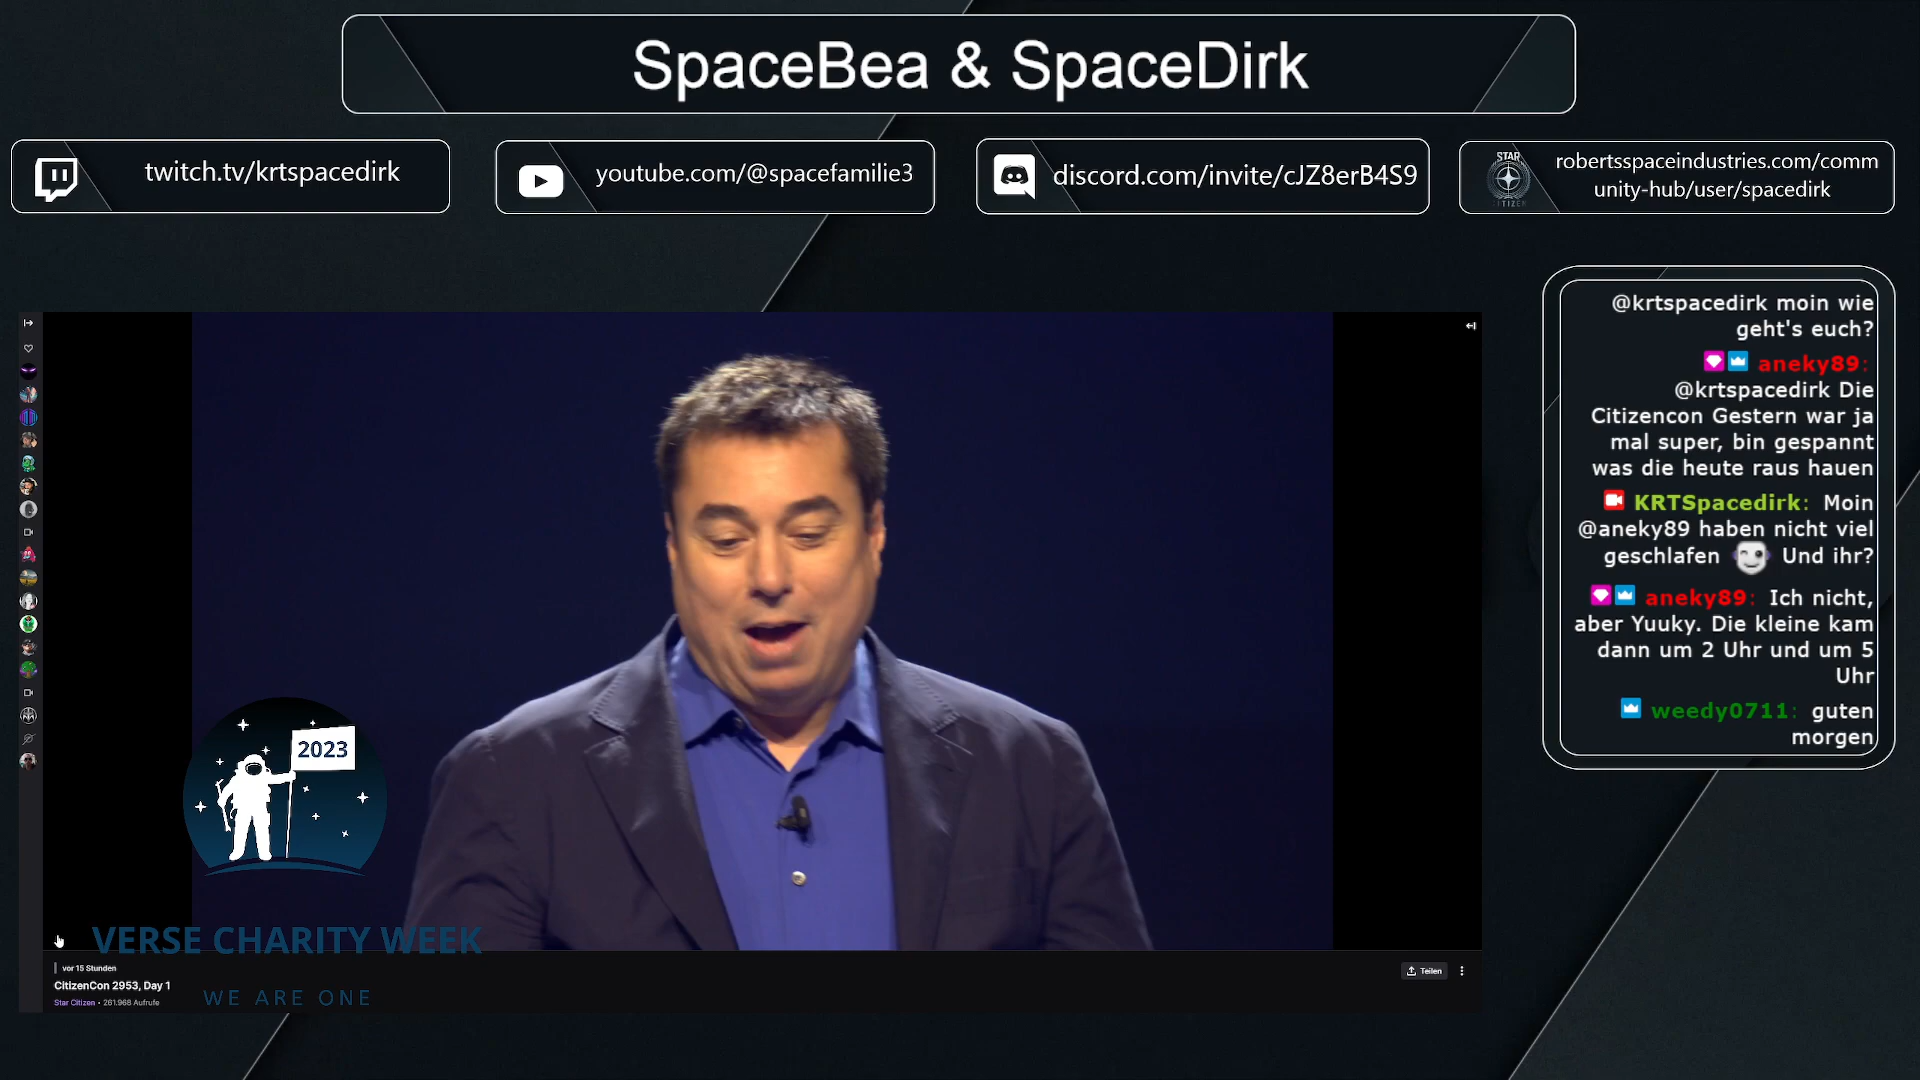 SpaceBea & SpaceDirk
twitch.tv/krtspacedirk
youtube.com/@spacefamilie3
discord.com/invite/cJZ8erB4S9
STAR
CITIZEN
robertsspaceindustries.com/comm
unity-hub/user/spacedirk
@krtspacedirk moin wie
geht's euch?
aneky89:
@krtspacedirk Die
Citizencon Gestern war ja
mal super, bin gespannt
was die heute raus hauen
KRTSpacedirk: Moin
@aneky89 haben nicht viel
geschlafen Und ihr?
aneky89: Ich nicht,
aber Yuuky. Die kleine kam
dann um 2 Uhr und um 5
Uhr
weedy0711: guten
morgen
2023
VERSE CHARITY WEEK
WE ARE ONE
vor 15 Stunden
CitizenCon 2953, Day 1
Star Citizen • 261.968 Aufrufe
Teilen